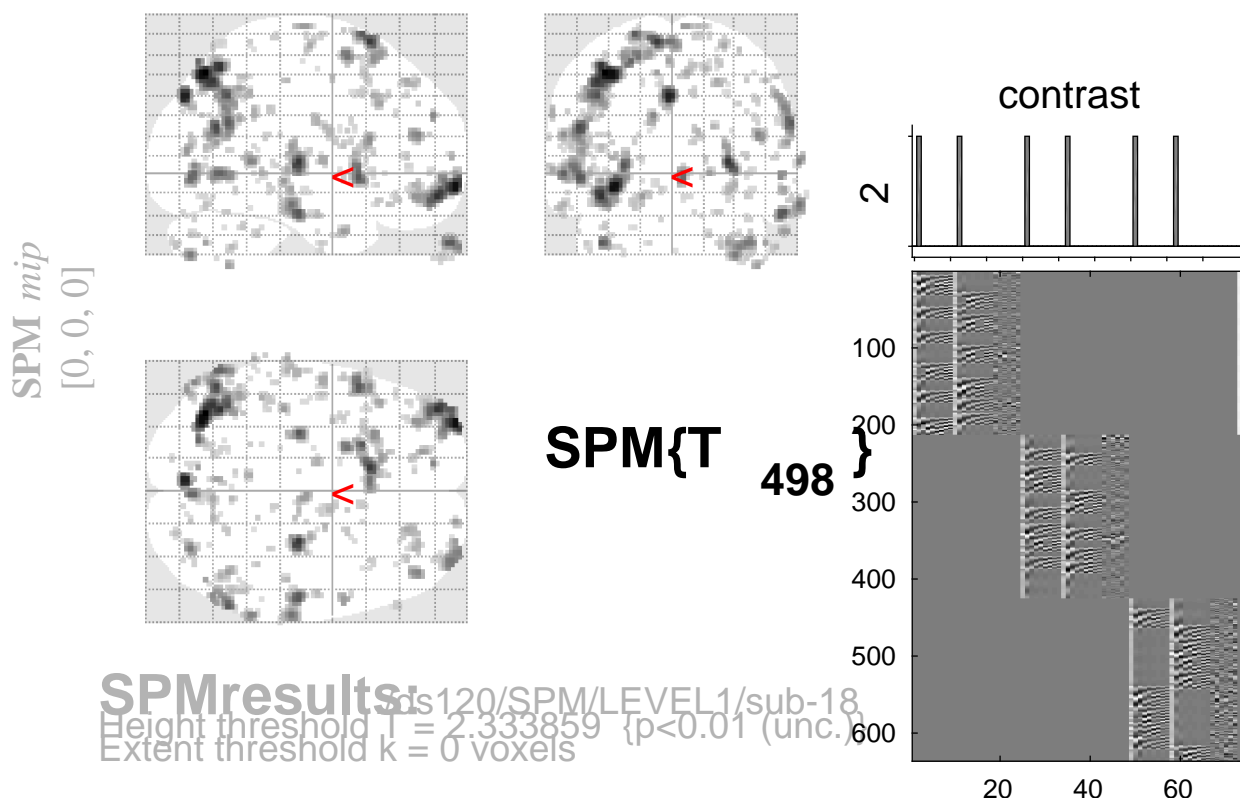 SPM mip
[0, 0, 0]
<
<
<
SPM{T 498 }
contrast
2
100
200
300
400
500
600
20 40 60
SPMresults: /ds120/SPM/LEVEL1/sub-18
Height threshold T = 2.333859 {p<0.01 (unc.)}
Extent threshold k = 0 voxels